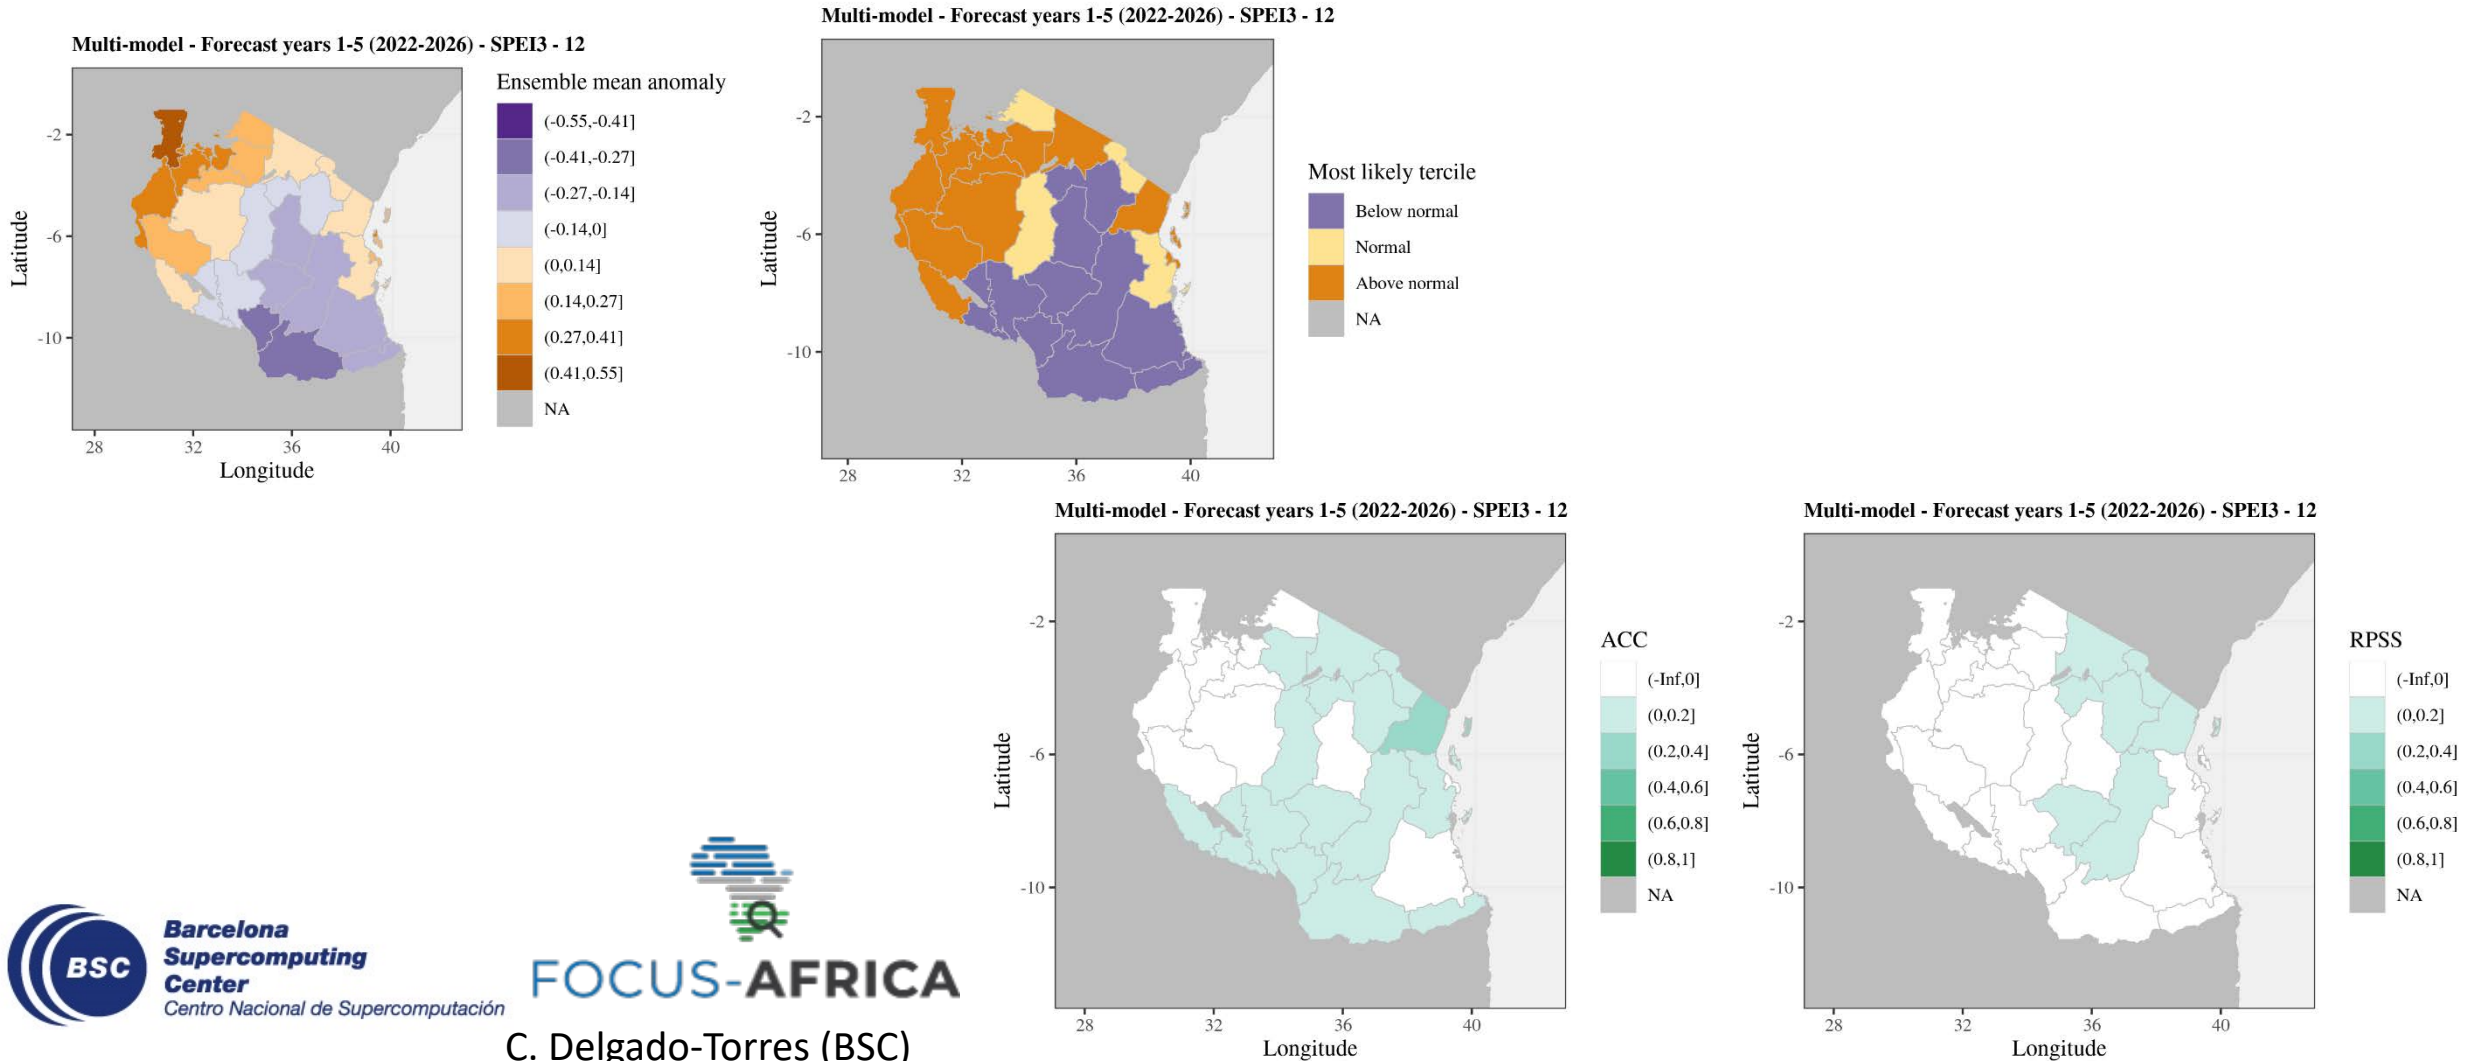 Multi-model - Forecast years 1-5 (2022-2026) - SPEI3 - 12
Ensemble mean anomaly
(-0.55,-0.41]
(-0.41,-0.27]
(-0.27,-0.14]
(-0.14,0]
(0,0.14]
(0.14,0.27]
(0.27,0.41]
(0.41,0.55]
NA
-2
-6
-10
Latitude
28 32 36 40
Longitude
Multi-model - Forecast years 1-5 (2022-2026) - SPEI3 - 12
Most likely tercile
Below normal
Normal
Above normal
NA
-2
-6
-10
Latitude
28 32 36 40
Multi-model - Forecast years 1-5 (2022-2026) - SPEI3 - 12
ACC
(-Inf,0]
(0,0.2]
(0.2,0.4]
(0.4,0.6]
(0.6,0.8]
(0.8,1]
NA
-2
-6
-10
Latitude
28 32 36 40
Longitude
Multi-model - Forecast years 1-5 (2022-2026) - SPEI3 - 12
RPSS
(-Inf,0]
(0,0.2]
(0.2,0.4]
(0.4,0.6]
(0.6,0.8]
(0.8,1]
NA
-2
-6
-10
Latitude
28 32 36 40
Longitude
BSC
Barcelona
Supercomputing
Center
Centro Nacional de Supercomputación
FOCUS-AFRICA
C. Delgado-Torres (BSC)